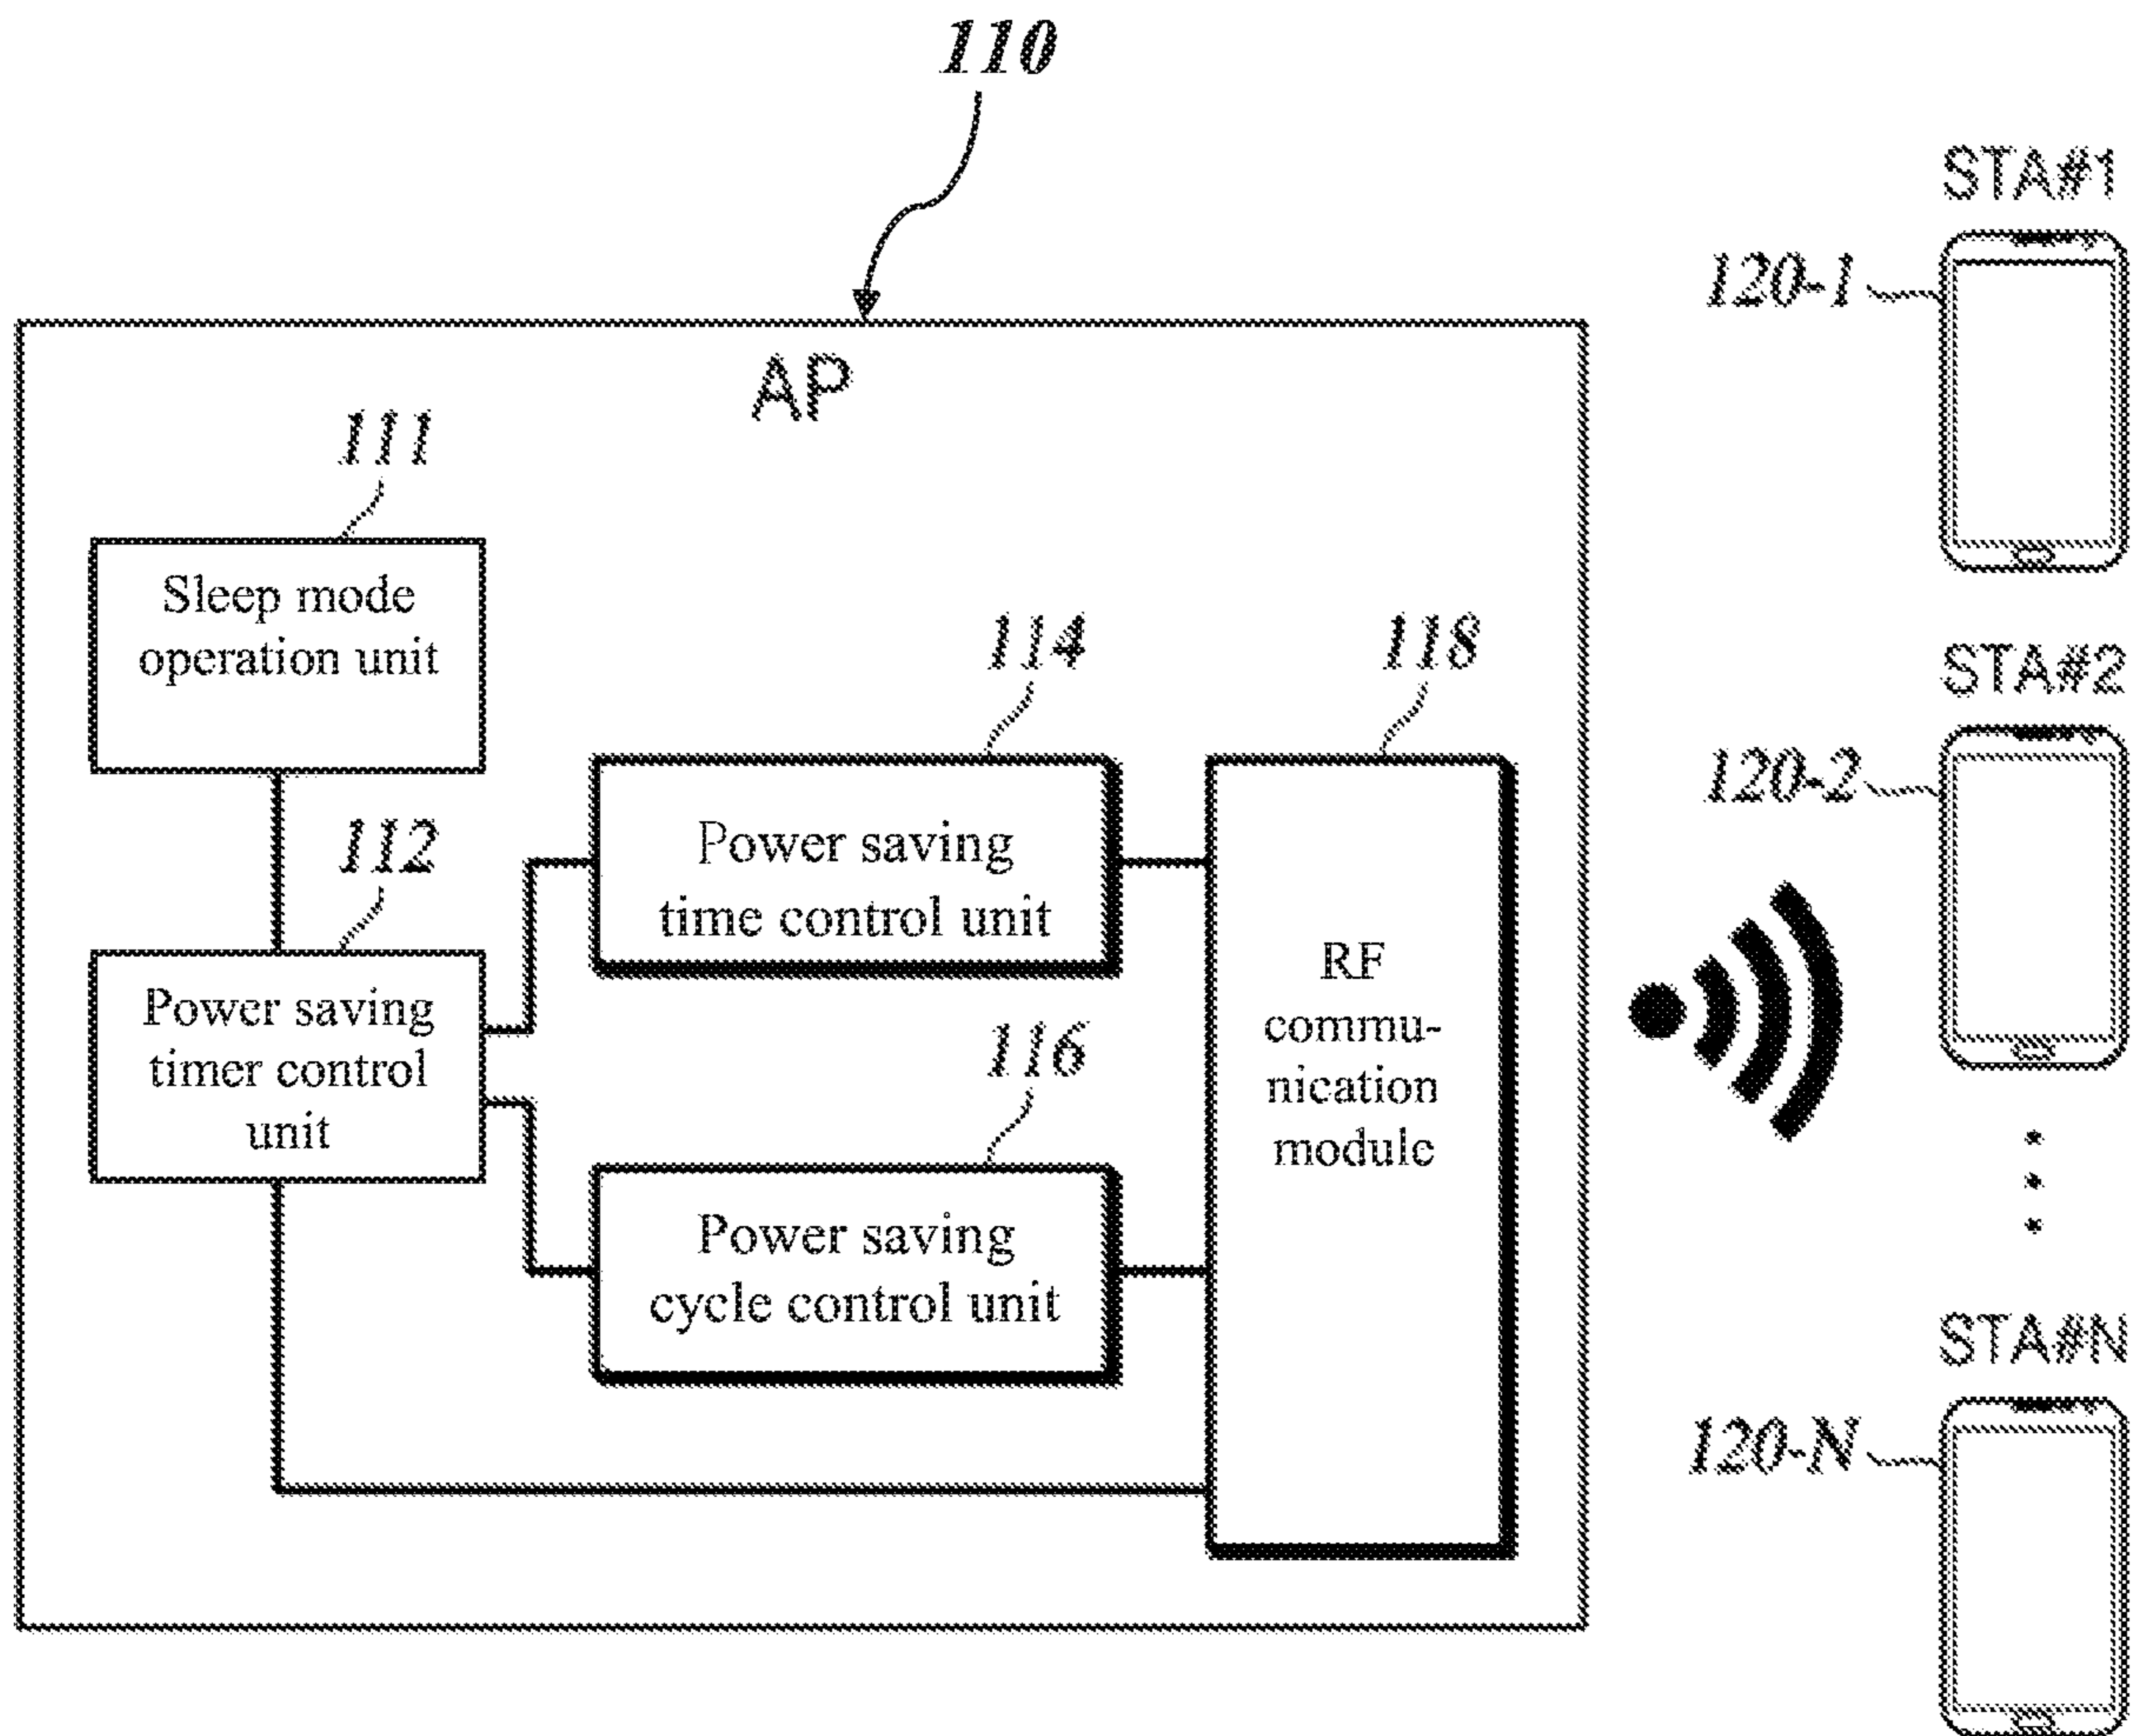 110
STA#1
120-1
AP
111
Sleep mode
operation unit
114
118
STA#2
120-2
112
Power saving
time control unit
Power saving
timer control
unit
RF
commu-
nication
module
116
Power saving
cycle control unit
STA#N
120-N